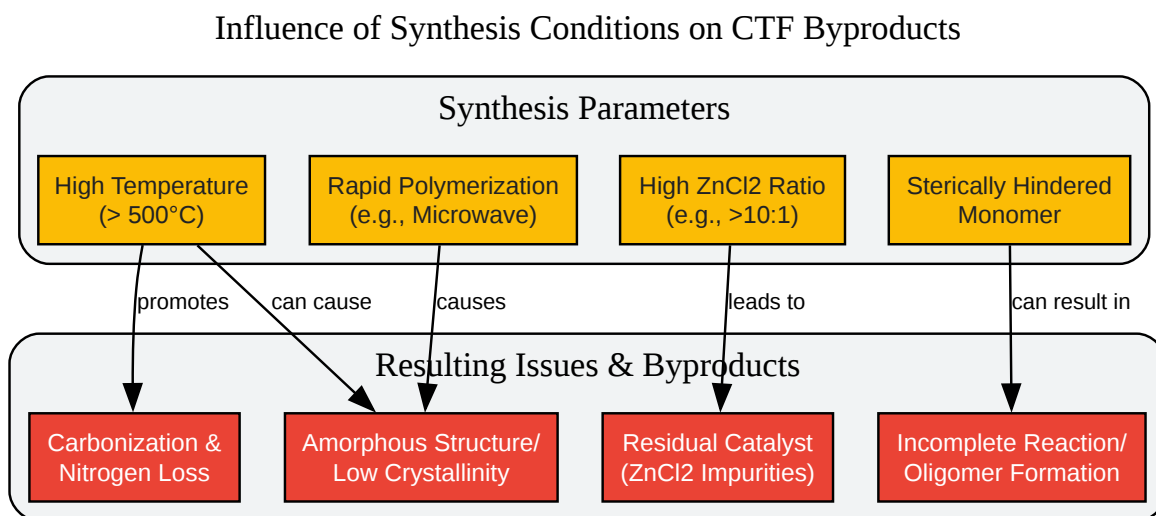 Influence of Synthesis Conditions on CTF Byproducts
Synthesis Parameters
High Temperature
(> 500°C)
Rapid Polymerization
(e.g., Microwave)
High ZnCl2 Ratio
(e.g., >10:1)
Sterically Hindered
Monomer
promotes
can cause
causes
leads to
can result in
Resulting Issues & Byproducts
Carbonization &
Nitrogen Loss
Amorphous Structure/
Low Crystallinity
Residual Catalyst
(ZnCl2 Impurities)
Incomplete Reaction/
Oligomer Formation